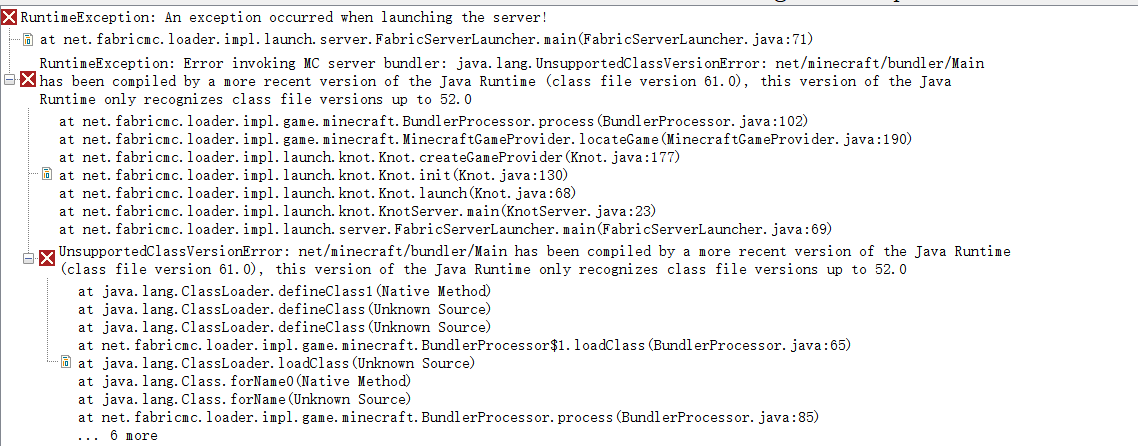 RuntimeException: An exception occurred when launching the server!
at net.fabricmc.loader.impl.launch.server.FabricServerLauncher.main(FabricServerLauncher.java:71)
RuntimeException: Error invoking MC server bundler: java.lang.UnsupportedClassVersionError: net/minecraft/bundler/Main
has been compiled by a more recent version of the Java Runtime (class file version 61.0), this version of the Java
Runtime only recognizes class file versions up to 52.0
at net.fabricmc.loader.impl.game.minecraft.BundlerProcessor.process(BundlerProcessor.java:102)
at net.fabricmc.loader.impl.game.minecraft.MinecraftGameProvider.locateGame(MinecraftGameProvider.java:190)
at net.fabricmc.loader.impl.launch.knot.Knot.createGameProvider(Knot.java:177)
at net.fabricmc.loader.impl.launch.knot.Knot.init(Knot.java:130)
at net.fabricmc.loader.impl.launch.knot.Knot.launch(Knot.java:68)
at net.fabricmc.loader.impl.launch.knot.KnotServer.main(KnotServer.java:23)
at net.fabricmc.loader.impl.launch.server.FabricServerLauncher.main(FabricServerLauncher.java:69)
UnsupportedClassVersionError: net/minecraft/bundler/Main has been compiled by a more recent version of the Java Runtime
(class file version 61.0), this version of the Java Runtime only recognizes class file versions up to 52.0
at java.lang.ClassLoader.defineClass1(Native Method)
at java.lang.ClassLoader.defineClass(Unknown Source)
at java.lang.ClassLoader.defineClass(Unknown Source)
at net.fabricmc.loader.impl.game.minecraft.BundlerProcessor$1.loadClass(BundlerProcessor.java:65)
at java.lang.ClassLoader.loadClass(Unknown Source)
at java.lang.Class.forName0(Native Method)
at java.lang.Class.forName(Unknown Source)
at net.fabricmc.loader.impl.game.minecraft.BundlerProcessor.process(BundlerProcessor.java:85)
... 6 more